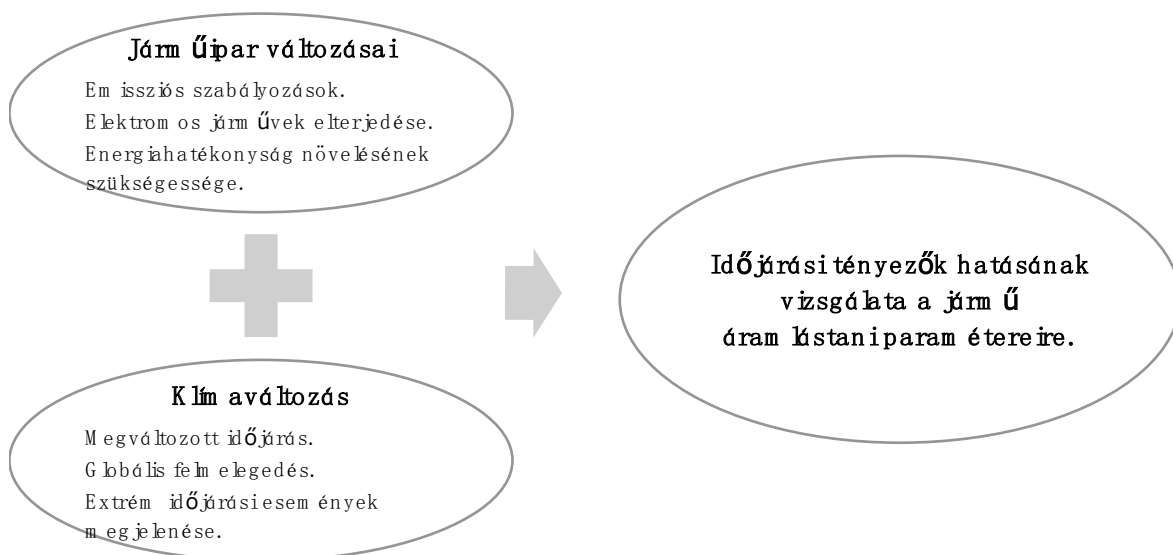 Járműipar változásai
Emissziós szabályozások.
Elektromos járművek elterjedése.
Energiahatékonyság növelésének
szükségessége.
Klímaváltozás
Megváltozott időjárás.
Globális felmelegedés.
Extrém időjárási események
megjelenése.
Időjárási tényezők hatásának
vizsgálata a jármű
áramlástani paramétereire.